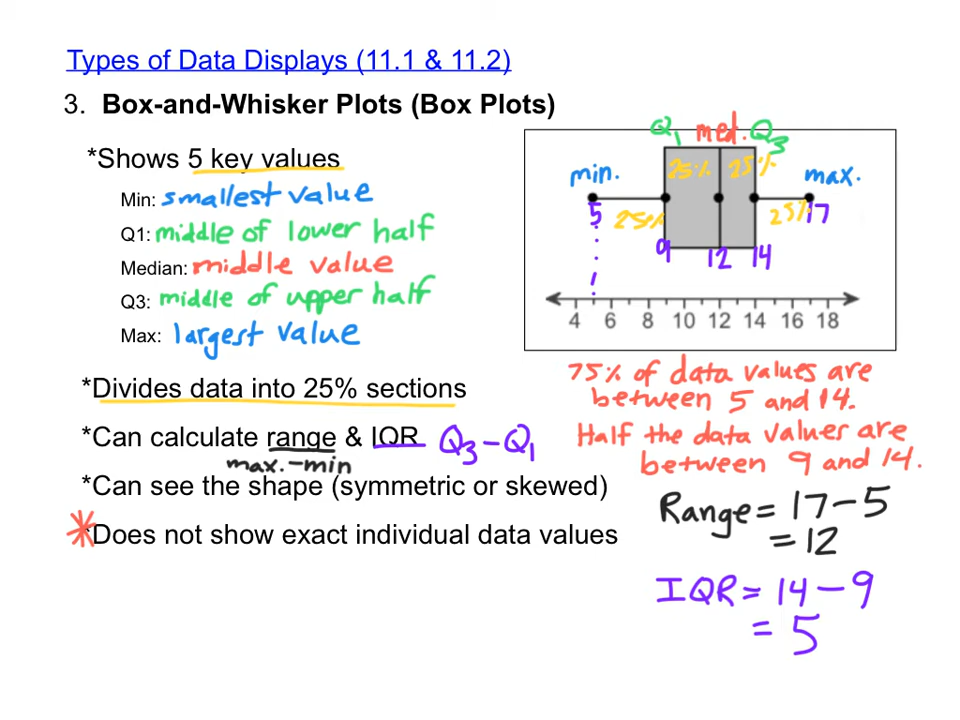 Types of Data Displays (11.1 & 11.2)
3. Box-and-Whisker Plots (Box Plots)
*Shows 5 key values
Min: smallest value
Q1: middle of lower half
Median: middle value
Q3: middle of upper half
Max: largest value
*Divides data into 25% sections
*Can calculate range & IQR Q3-Q1
max.-min
*Can see the shape (symmetric or skewed)
*Does not show exact individual data values
Q1 med. Q3
min. 25% 25% max.
5 25% 25% 17
9 12 14
4 6 8 10 12 14 16 18
75% of data values are
between 5 and 14.
Half the data values are
between 9 and 14.
Range = 17-5
= 12
IQR = 14-9
= 5